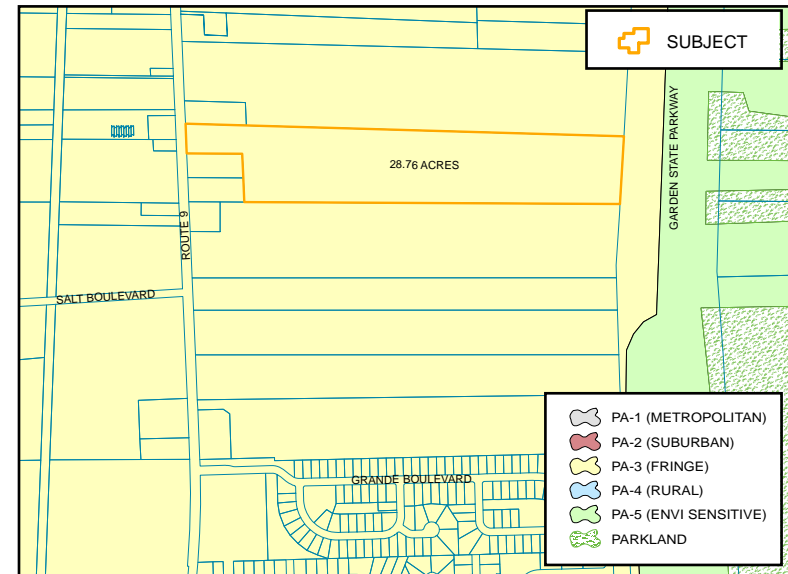 SUBJECT
GARDEN STATE PARKWAY
28.76 ACRES
ROUTE 9
SALT BOULEVARD
GRANDE BOULEVARD
PA-1 (METROPOLITAN)
PA-2 (SUBURBAN)
PA-3 (FRINGE)
PA-4 (RURAL)
PA-5 (ENVI SENSITIVE)
PARKLAND